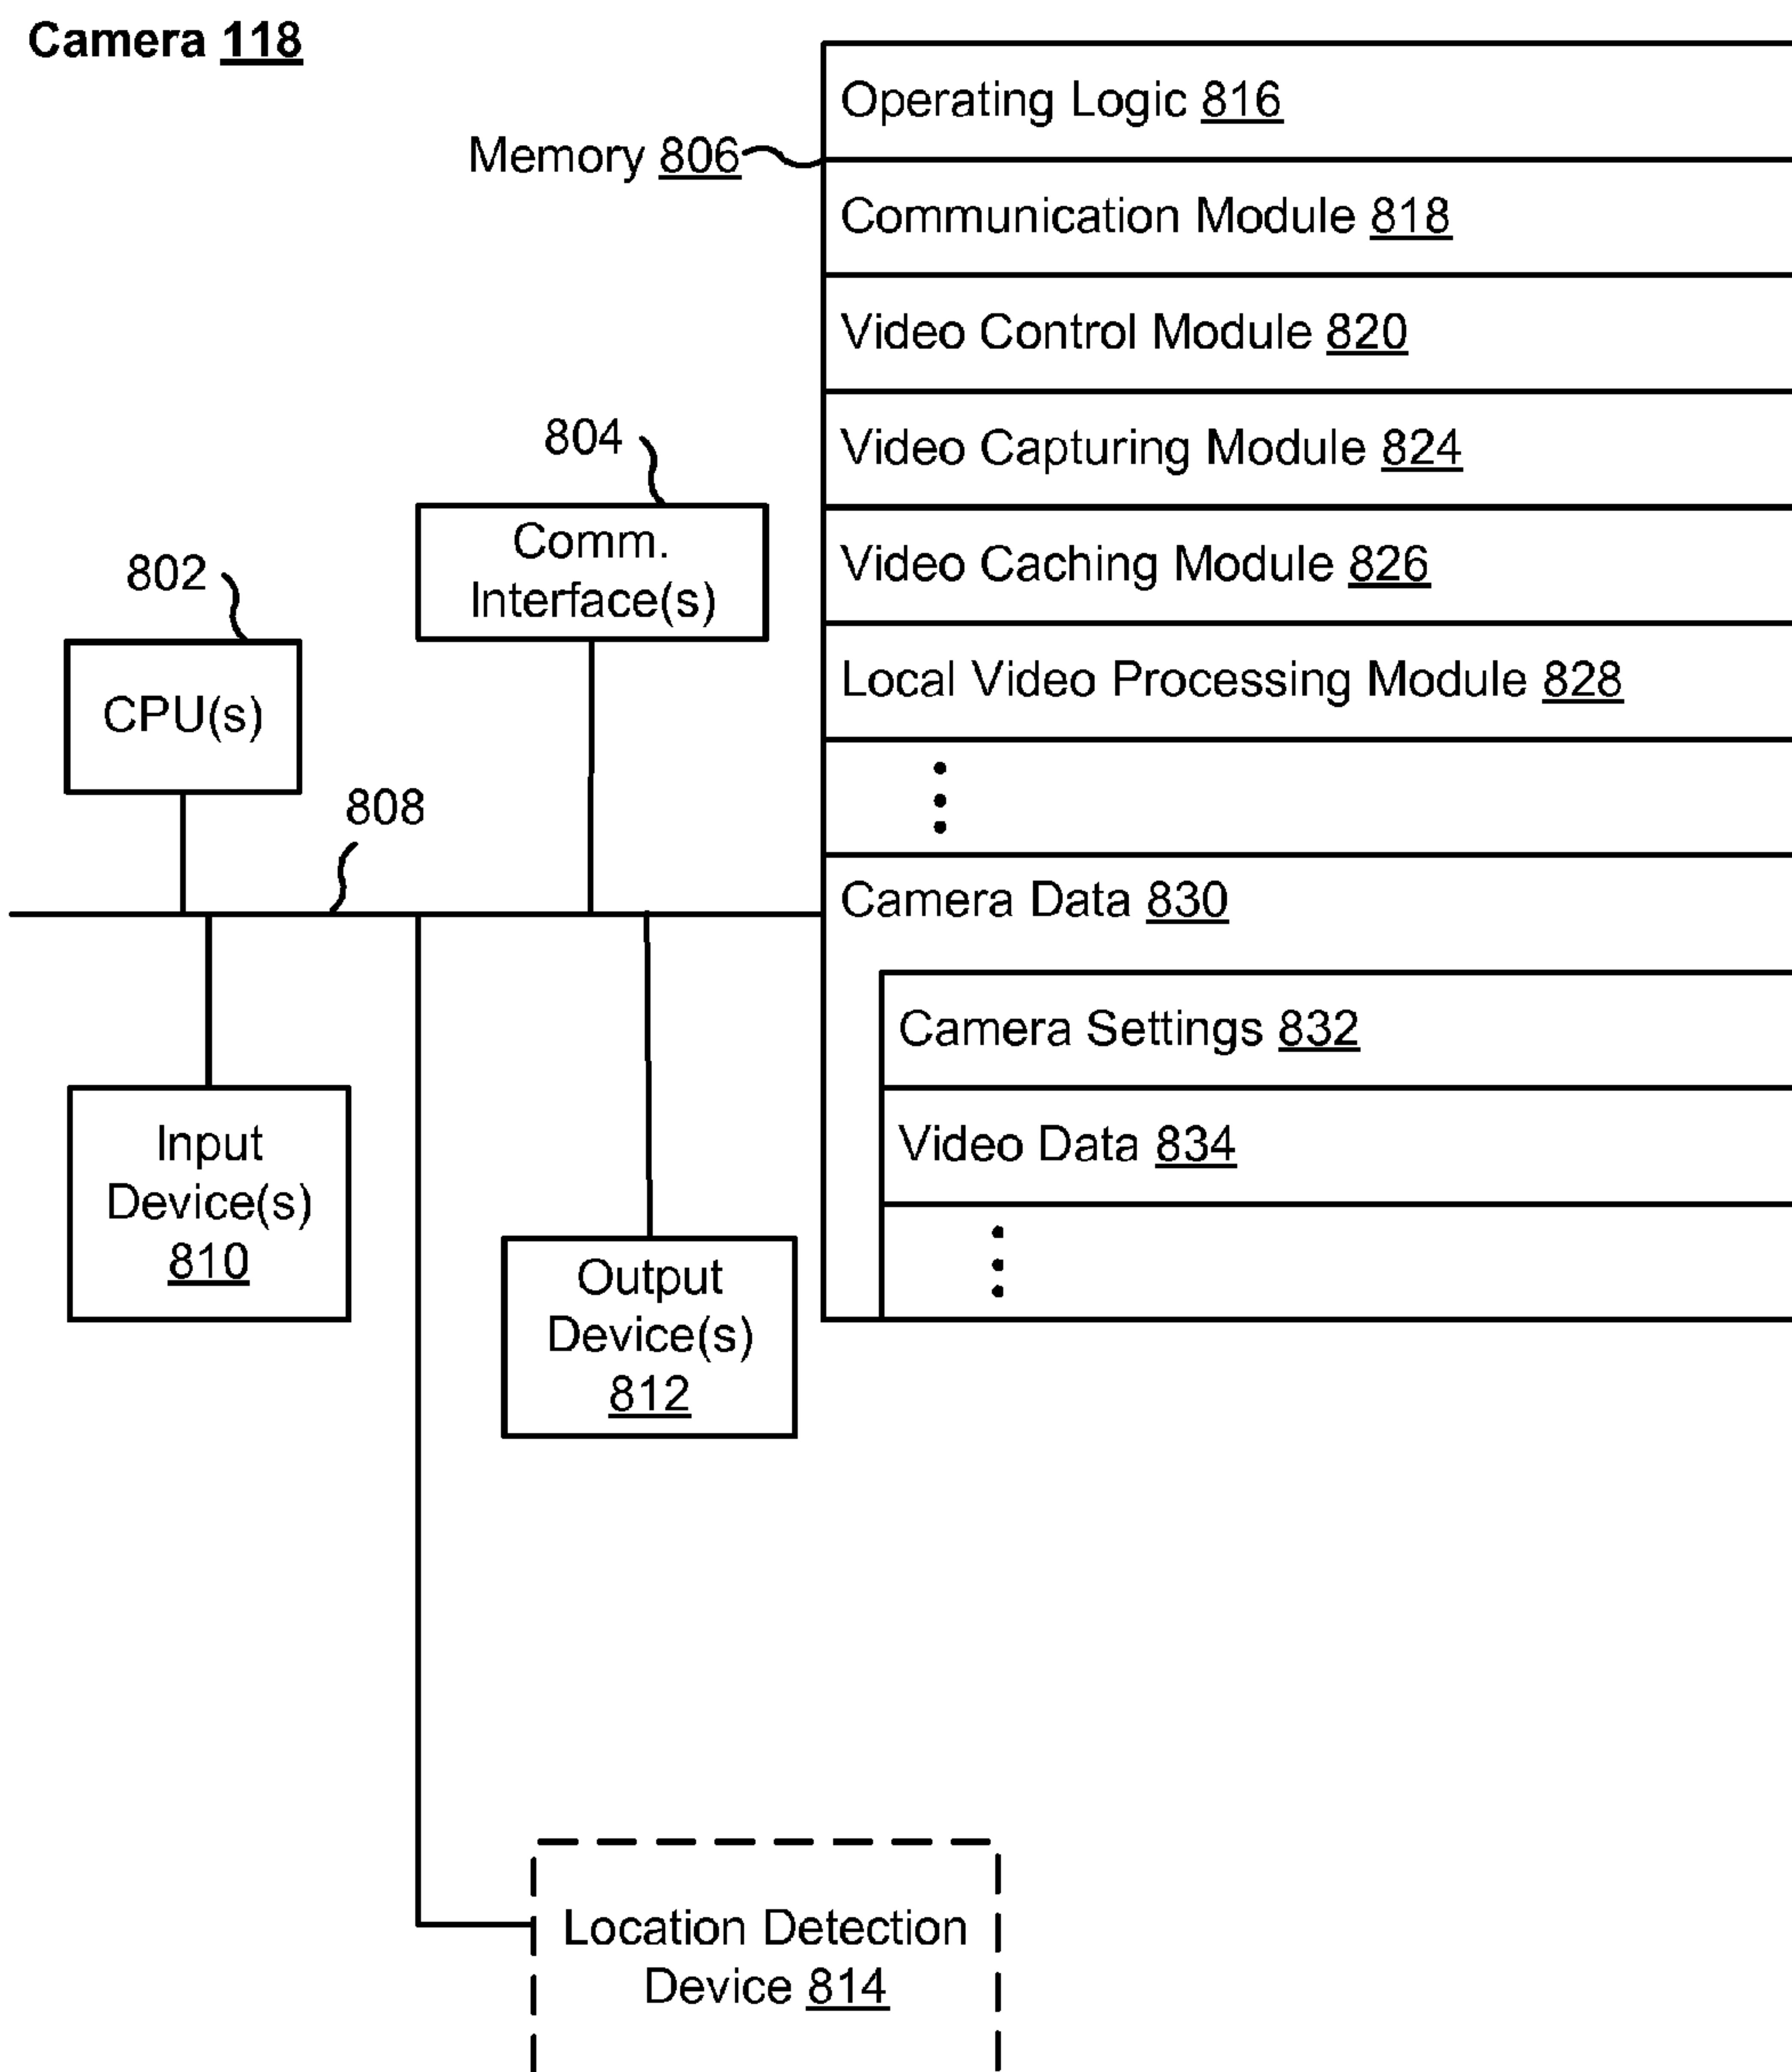 Camera 118
Operating Logic 816
Memory 806
Communication Module 818
Video Control Module 820
804
Video Capturing Module 824
Comm.
Interface(s)
802
Video Caching Module 826
CPU(s)
Local Video Processing Module 828
808
Camera Data 830
Camera Settings 832
Input
Device(s)
810
Video Data 834
Output
Device(s)
812
Location Detection
Device 814